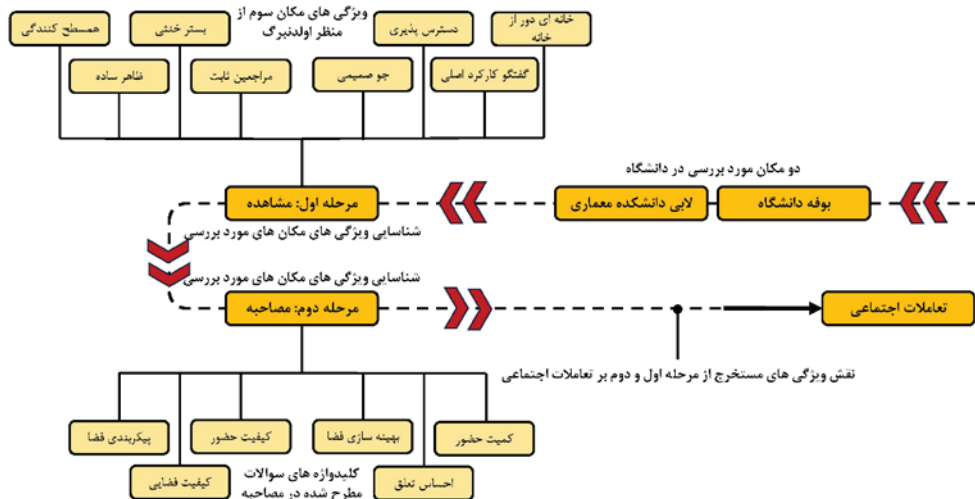 ویژگی های مکان سوم از
منظر اولدنبرگ
خانه ای دور از
خانه
دسترس پذیری
بستر خنثی
همسطح کنندگی
گفتگو کارکرد اصلی
جو صمیمی
مراجعین ثابت
ظاهر ساده
دو مکان مورد بررسی در دانشگاه
بوفه دانشگاه
لابی دانشکده معماری
مرحله اول: مشاهده
شناسایی ویژگی های مکان های مورد بررسی
شناسایی ویژگی های مکان های مورد بررسی
مرحله دوم: مصاحبه
تعاملات اجتماعی
نقش ویژگی های مستخرج از مرحله اول و دوم بر تعاملات اجتماعی
کمیت حضور
بهینه سازی فضا
کیفیت حضور
پیکربندی فضا
احساس تعلق
کیفیت فضایی
کلیدواژه های سوالات
مطرح شده در مصاحبه